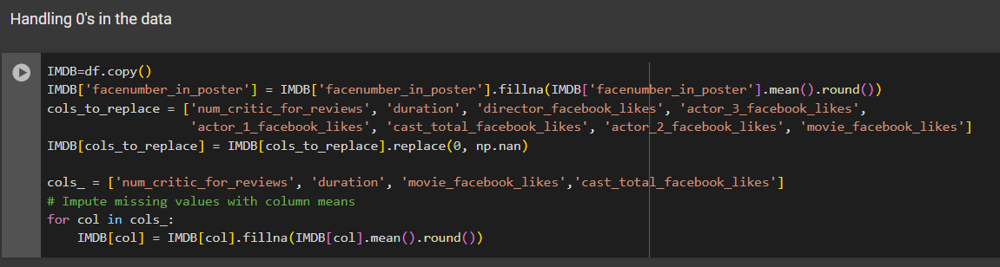 Handling 0's in the data
IMDB=df.copy()
IMDB['facenumber_in_poster'] = IMDB['facenumber_in_poster'].fillna(IMDB['facenumber_in_poster'].mean().round())
cols_to_replace = ['num_critic_for_reviews', 'duration', 'director_facebook_likes', 'actor_3_facebook_likes',
'actor_1_facebook_likes', 'cast_total_facebook_likes', 'actor_2_facebook_likes', 'movie_facebook_likes']
IMDB[cols_to_replace] = IMDB[cols_to_replace].replace(0, np.nan)
cols_ = ['num_critic_for_reviews', 'duration', 'movie_facebook_likes','cast_total_facebook_likes']
# Impute missing values with column means
for col in cols_:
IMDB[col] = IMDB[col].fillna(IMDB[col].mean().round())